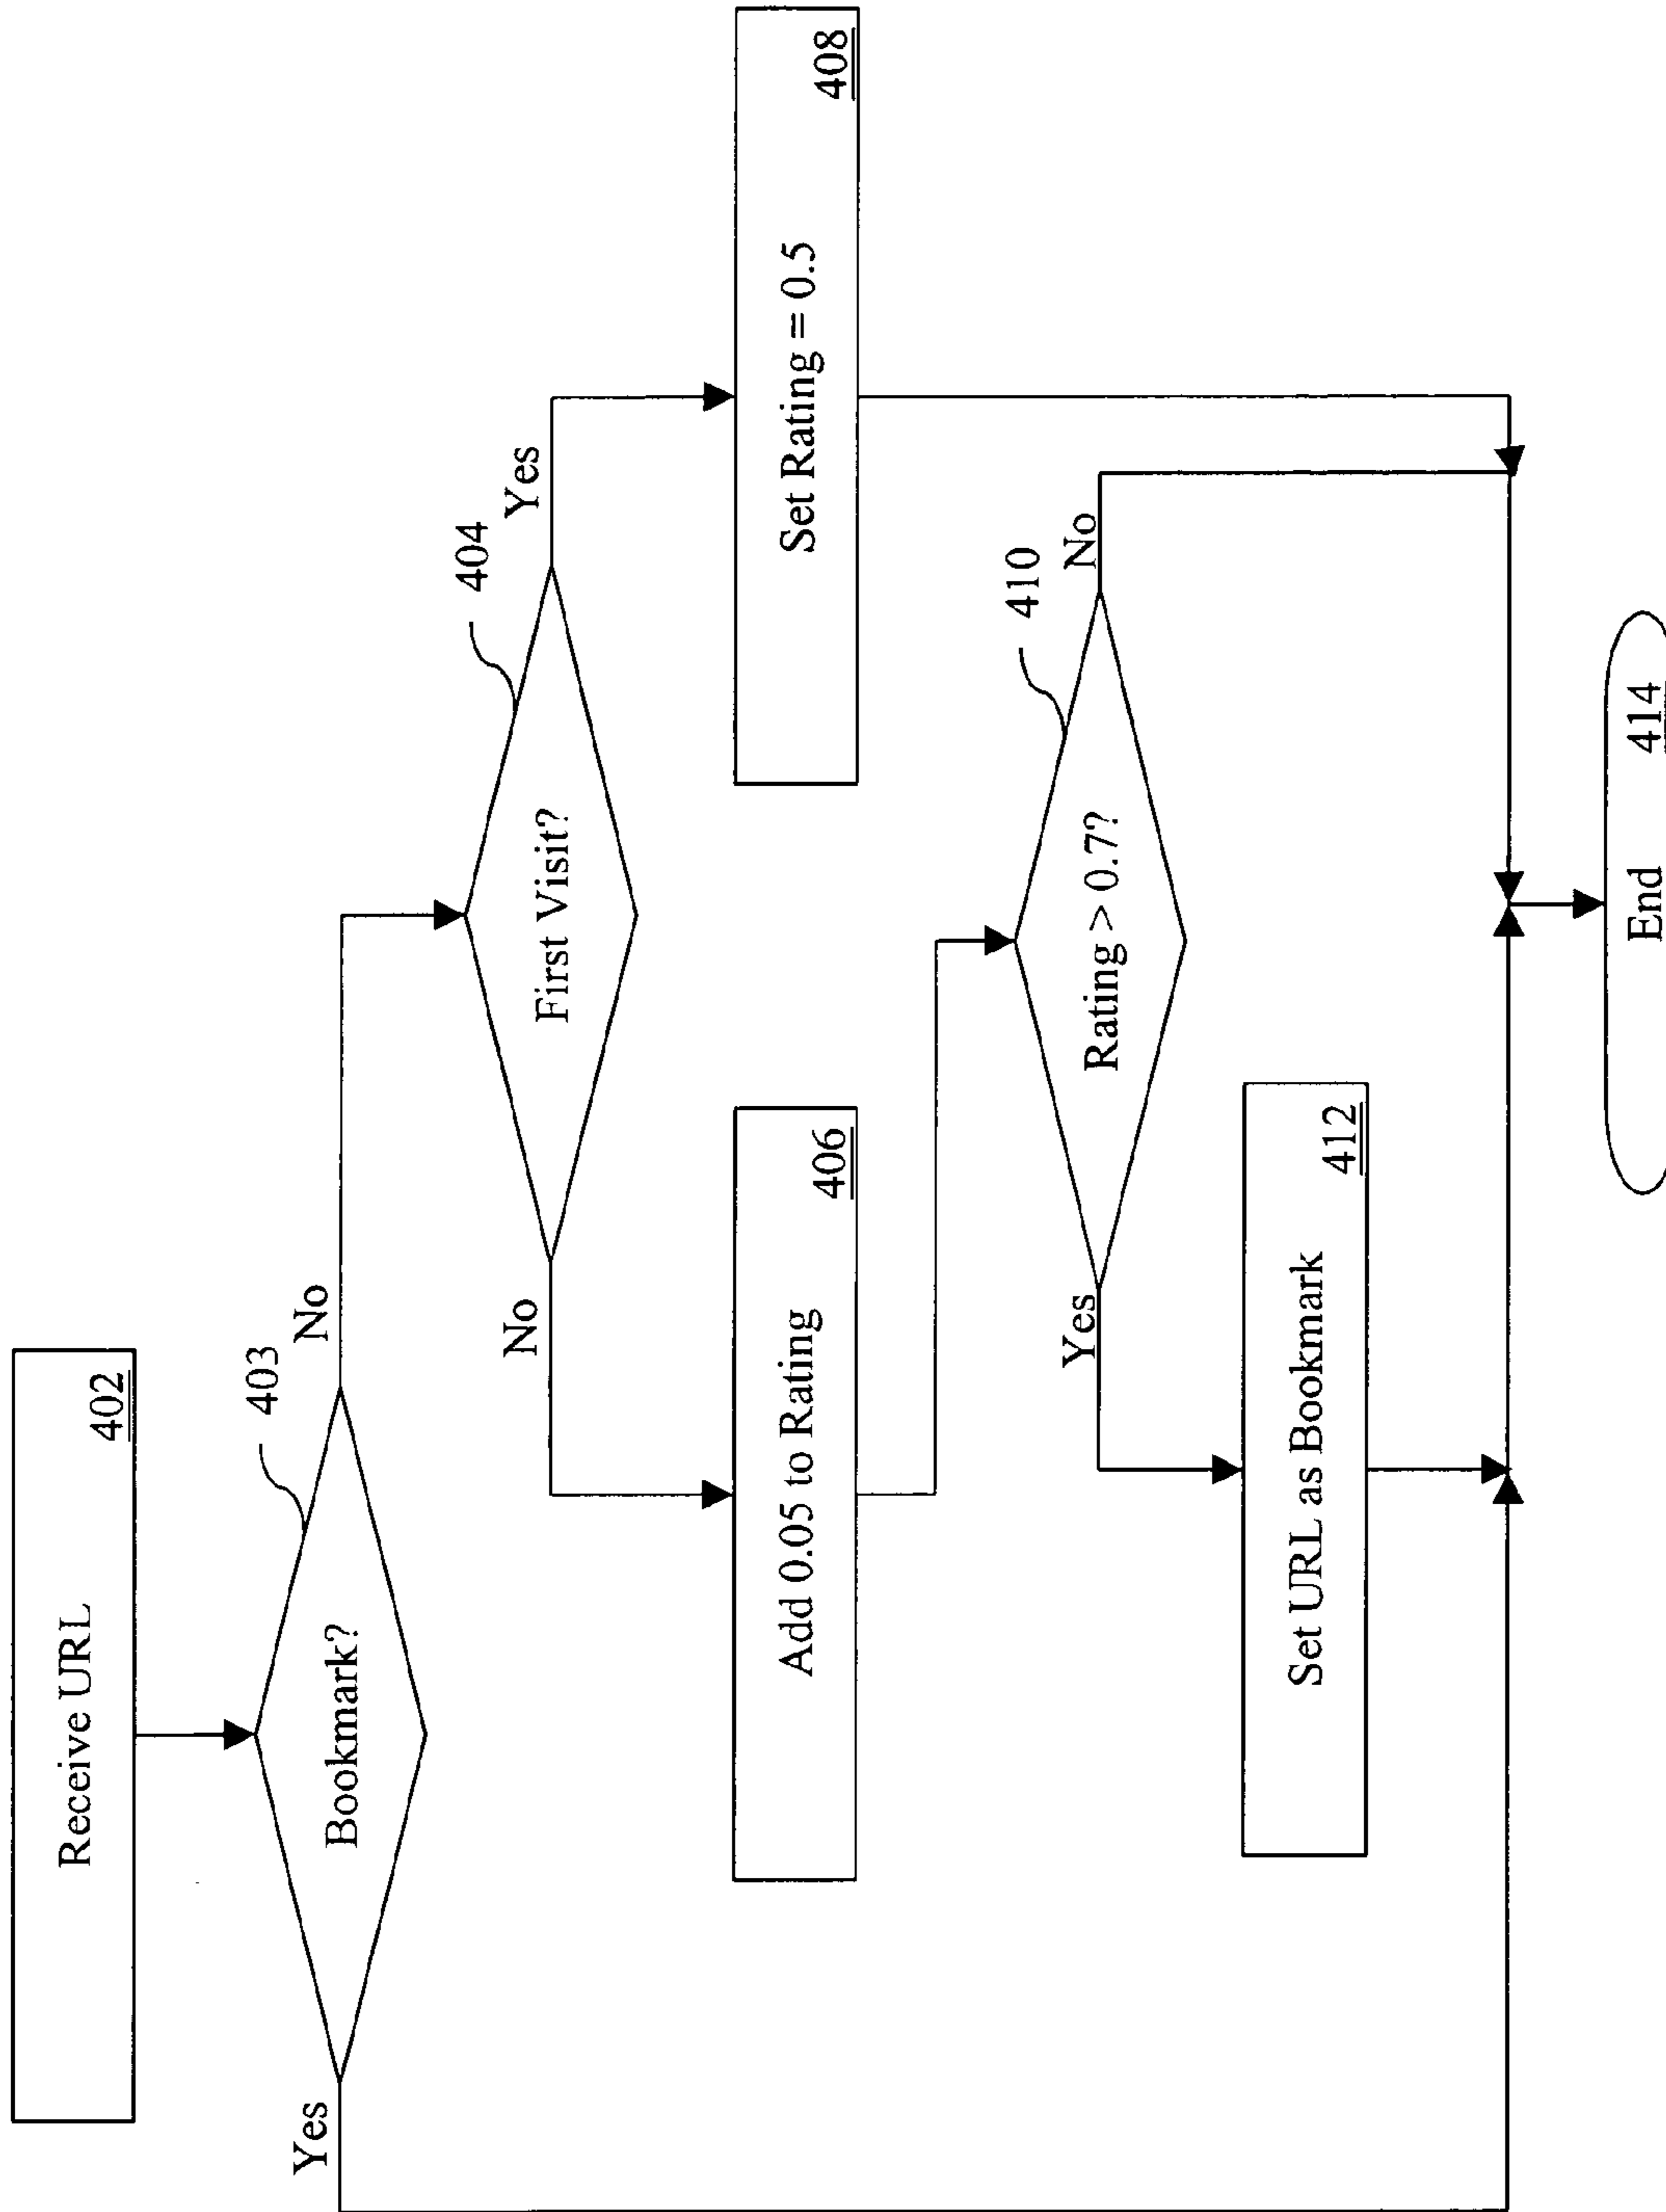 Receive URL
402
Bookmark?
403
Yes
No
First Visit?
404
No
Yes
Add 0.05 to Rating
406
Set Rating = 0.5
408
Rating > 0.7?
410
Yes
No
Set URL as Bookmark
412
End
414